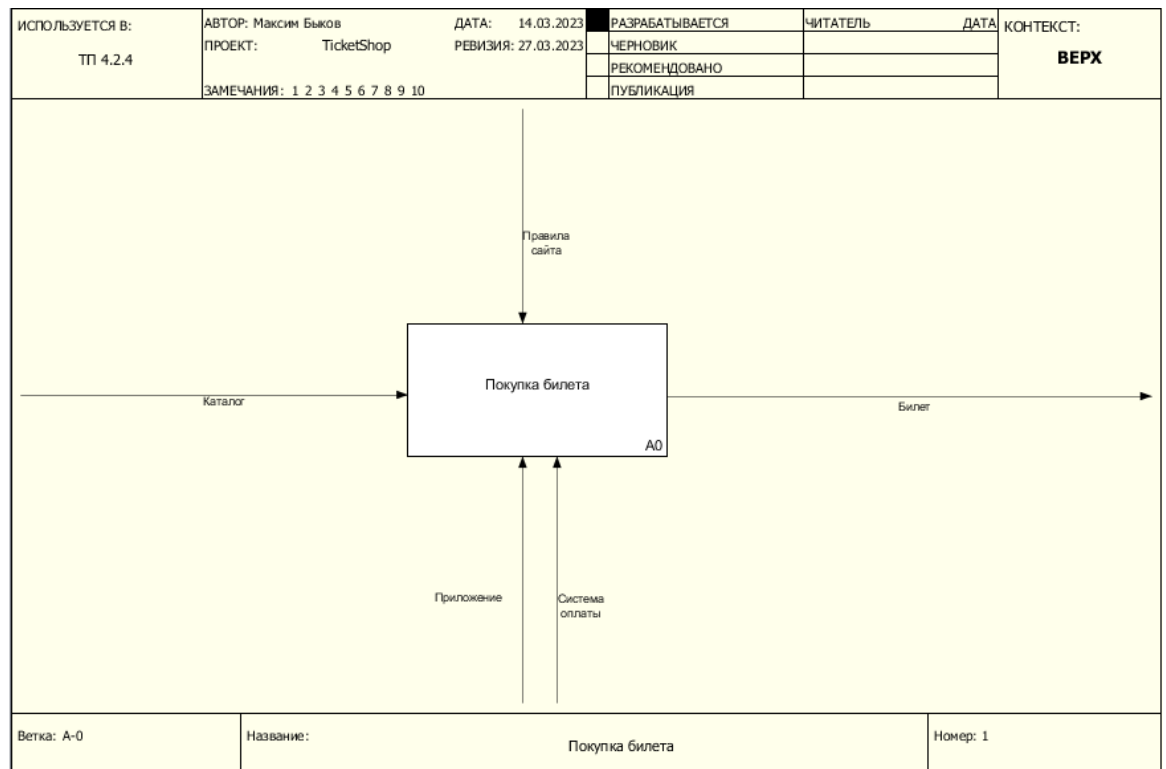 ИСПОЛЬЗУЕТСЯ В:
ТП 4.2.4
АВТОР: Максим Быков
ДАТА: 14.03.2023
ПРОЕКТ: TicketShop
РЕВИЗИЯ: 27.03.2023
ЗАМЕЧАНИЯ: 1 2 3 4 5 6 7 8 9 10
РАЗРАБАТЫВАЕТСЯ
ЧЕРНОВИК
РЕКОМЕНДОВАНО
ПУБЛИКАЦИЯ
ЧИТАТЕЛЬ
ДАТА
КОНТЕКСТ:
ВЕРХ
Правила
сайта
Покупка билета
A0
Каталог
Билет
Приложение
Система
оплаты
Ветка: A-0
Название:
Покупка билета
Номер: 1